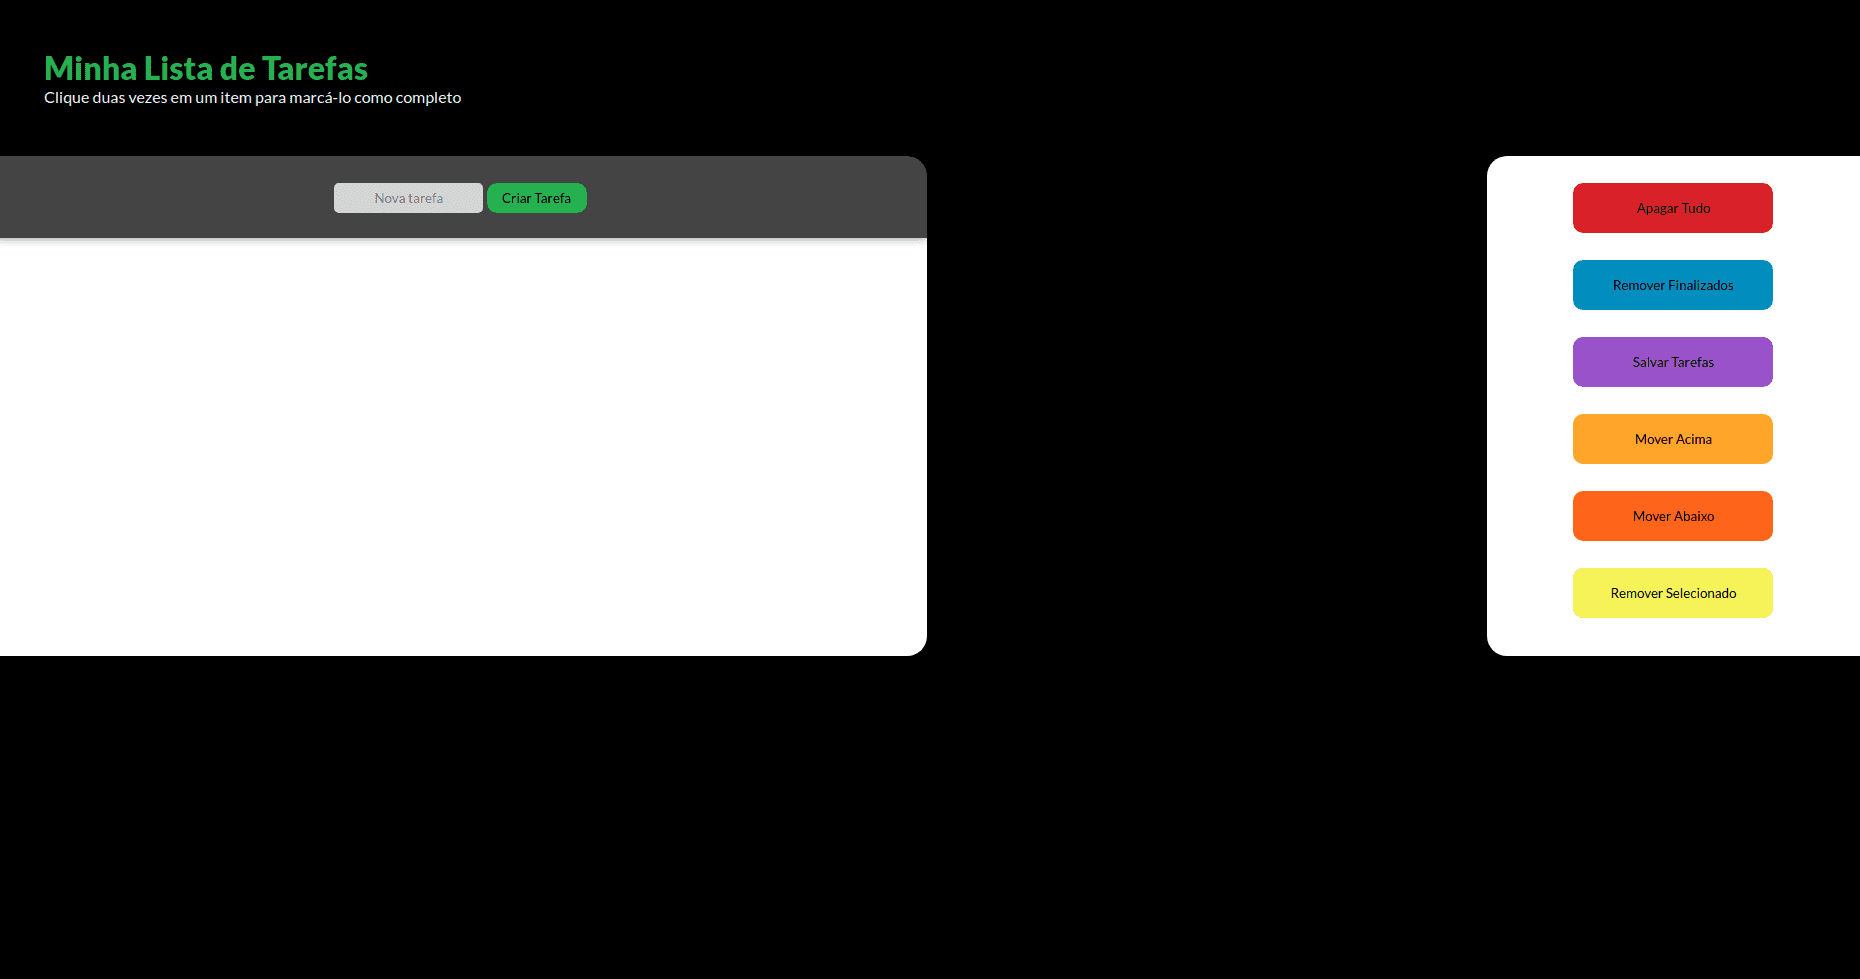 Minha Lista de Tarefas
Clique duas vezes em um item para marcá-lo como completo
Nova tarefa
Criar Tarefa
Apagar Tudo
Remover Finalizados
Salvar Tarefas
Mover Acima
Mover Abaixo
Remover Selecionado